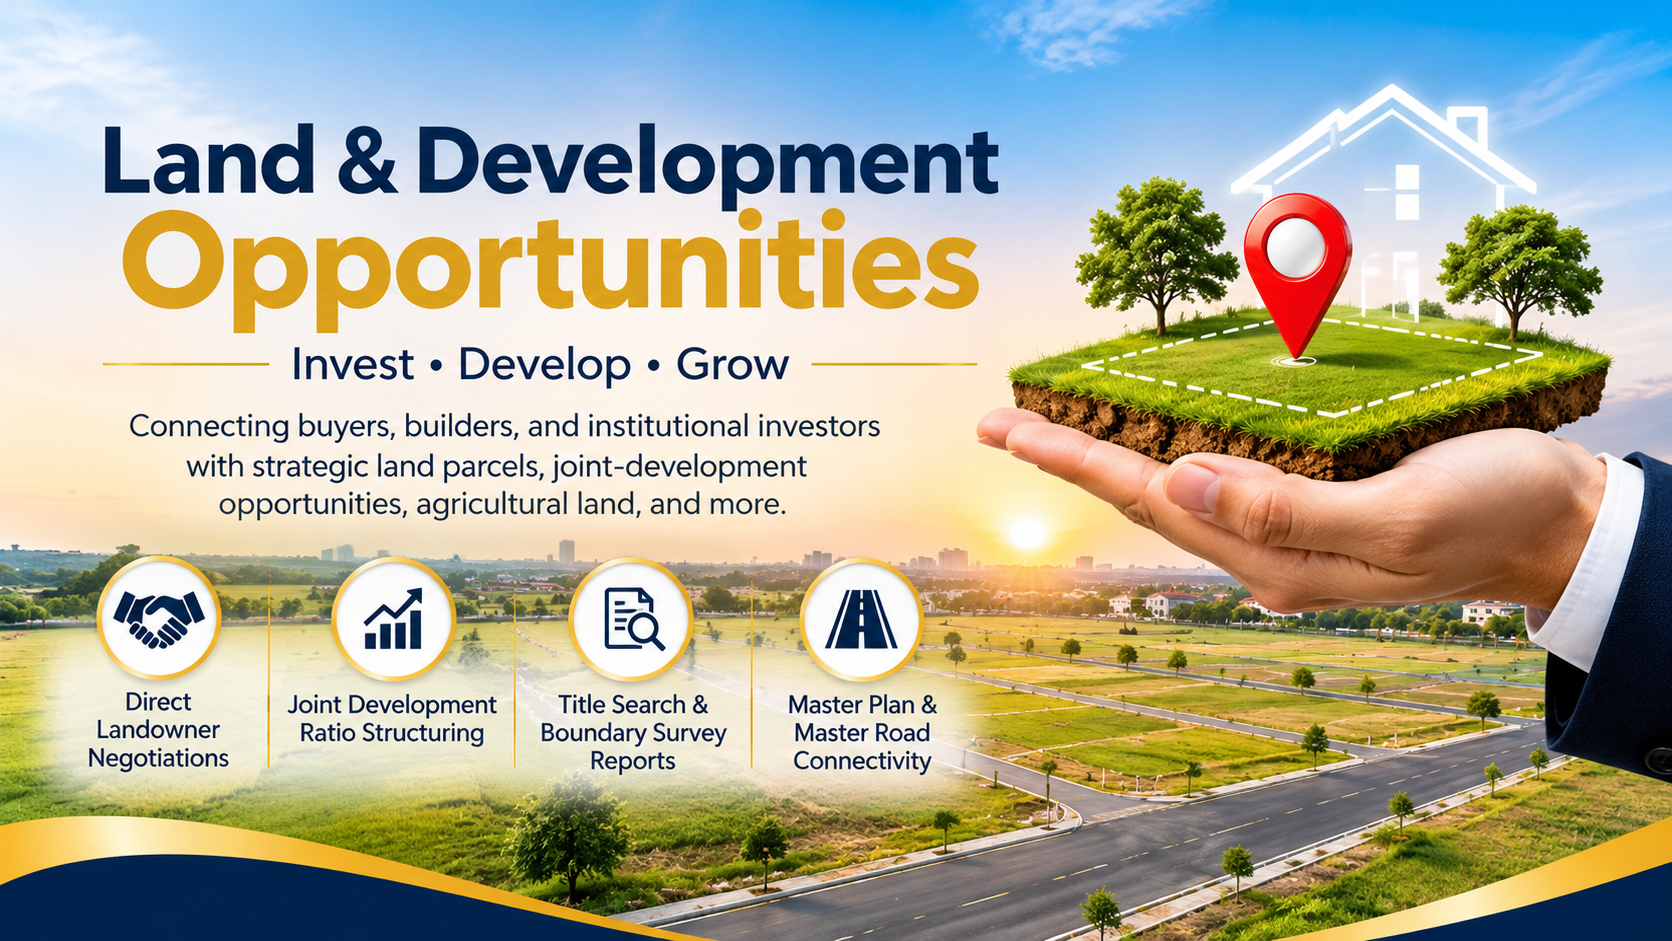 Land & Development
Opportunities
Invest • Develop • Grow
Connecting buyers, builders, and institutional investors
with strategic land parcels, joint-development
opportunities, agricultural land, and more.
Direct
Landowner
Negotiations
Joint Development
Ratio Structuring
Title Search &
Boundary Survey
Reports
Master Plan &
Master Road
Connectivity